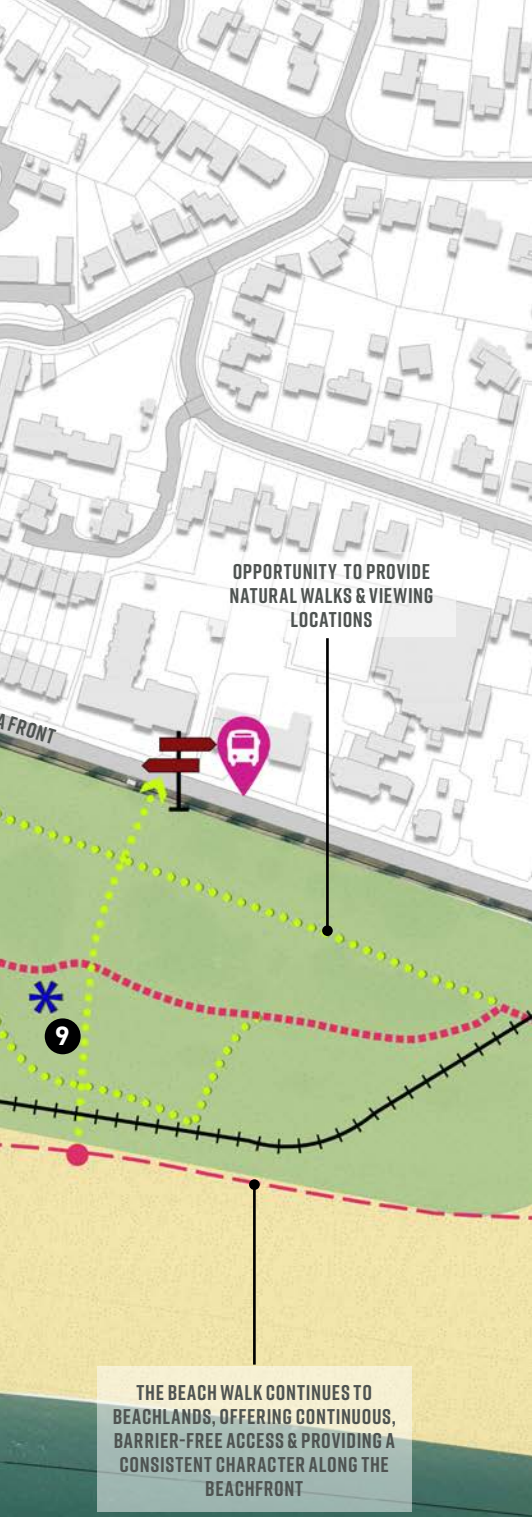 OPPORTUNITY TO PROVIDE
NATURAL WALKS & VIEWING
LOCATIONS
FRONT
9
THE BEACH WALK CONTINUES TO
BEACHLANDS, OFFERING CONTINUOUS,
BARRIER-FREE ACCESS & PROVIDING A
CONSISTENT CHARACTER ALONG THE
BEACHFRONT